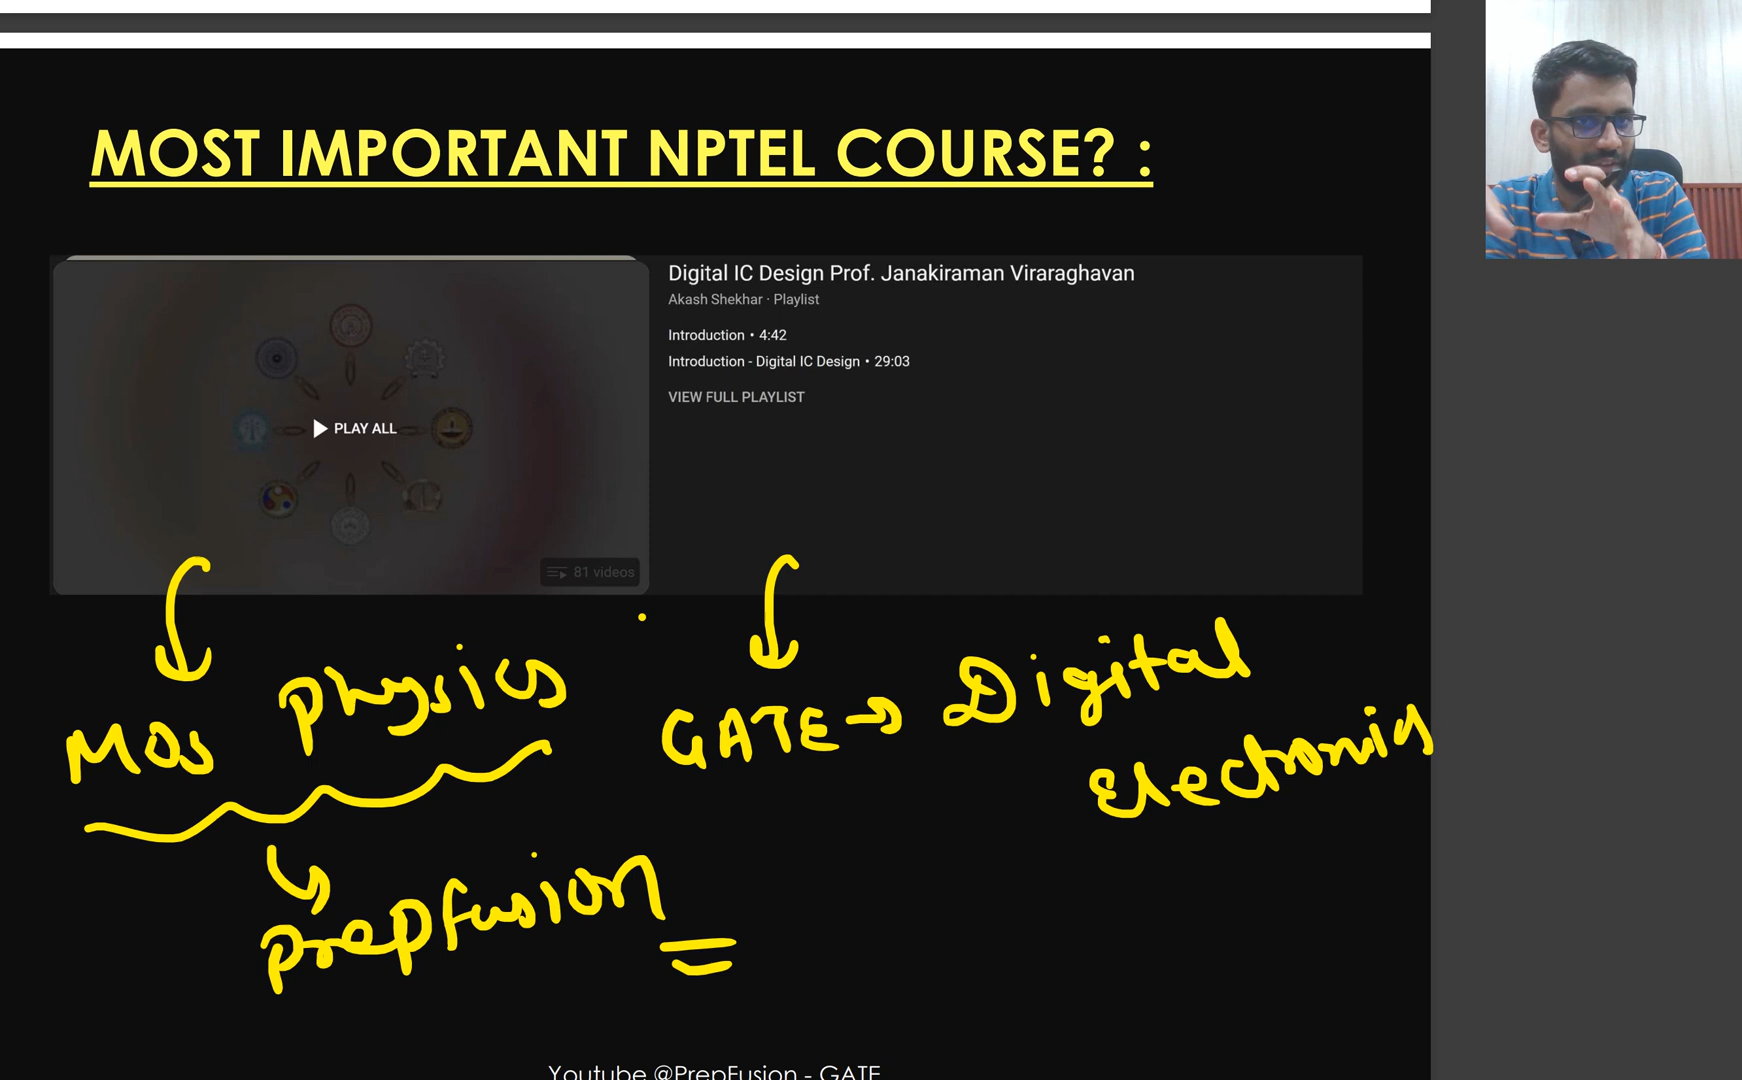 MOST IMPORTANT NPTEL COURSE? :
Digital IC Design Prof. Janakiraman Viraraghavan
Akash Shekhar · Playlist
Introduction • 4:42
Introduction - Digital IC Design • 29:03
VIEW FULL PLAYLIST
PLAY ALL
81 videos
MOS Physics
GATE → Digital
Electronics
prepfusion
Youtube @PrepFusion - GATE